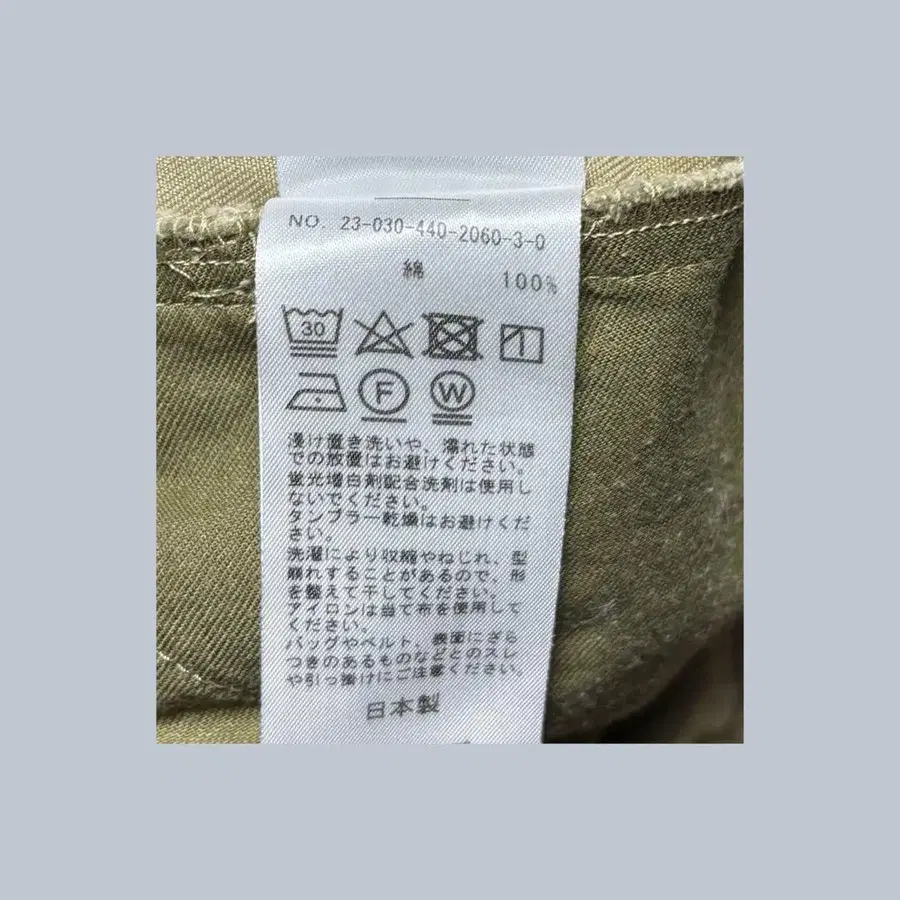 NO. 23-030-440-2060-3-0
綿
100%
30
F
W
浸け置き洗いや、濡れた状態
での放置はお避けください。
蛍光増白剤配合洗剤は使用し
ないでください。
タンブラー乾燥はお避けくだ
さい。
洗濯により収縮やねじれ、型
崩れすることがあるので、形
を整えて干してください。
アイロンは当て布を使用して
ください。
バッグやベルト、表面にざら
つきのあるものなどとのスレ
や引っ掛けにご注意ください。
日本製